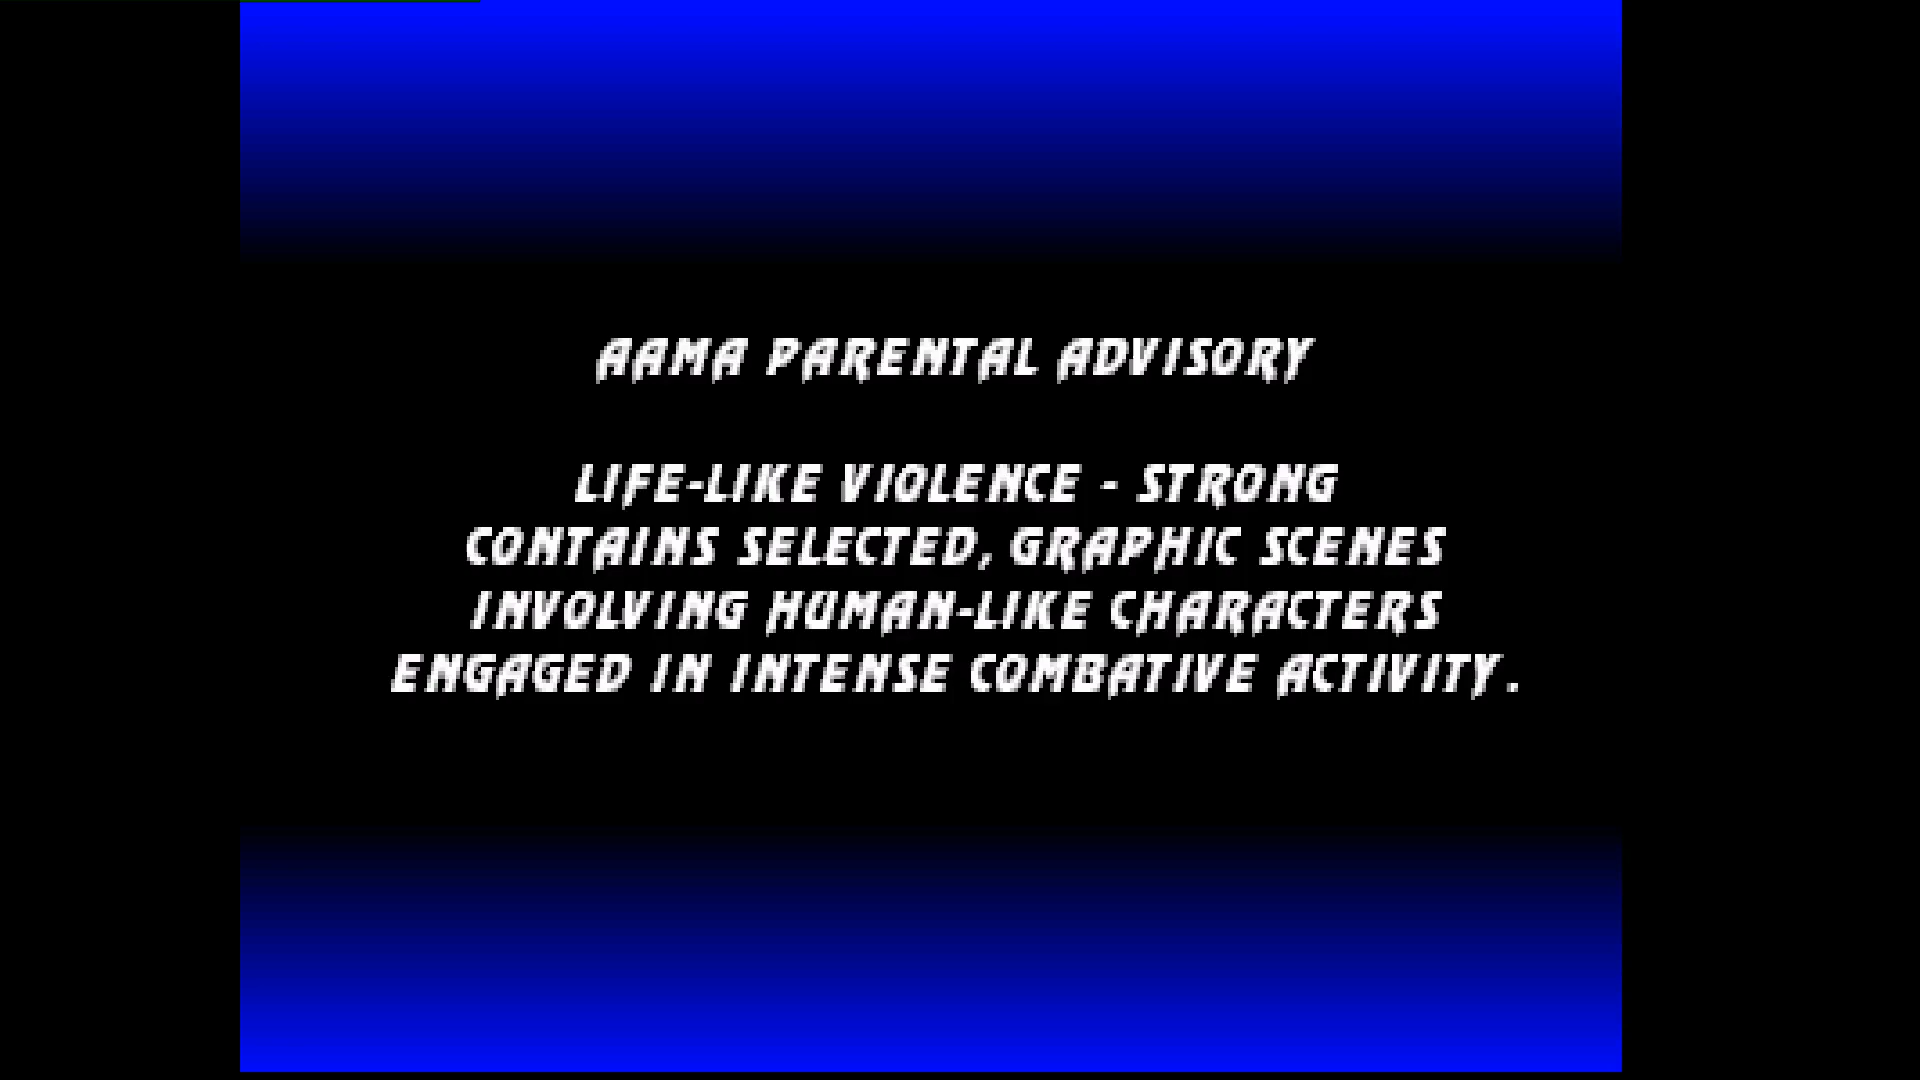 AAMA PARENTAL ADVISORY
LIFE-LIKE VIOLENCE - STRONG
CONTAINS SELECTED, GRAPHIC SCENES
INVOLVING HUMAN-LIKE CHARACTERS
ENGAGED IN INTENSE COMBATIVE ACTIVITY.